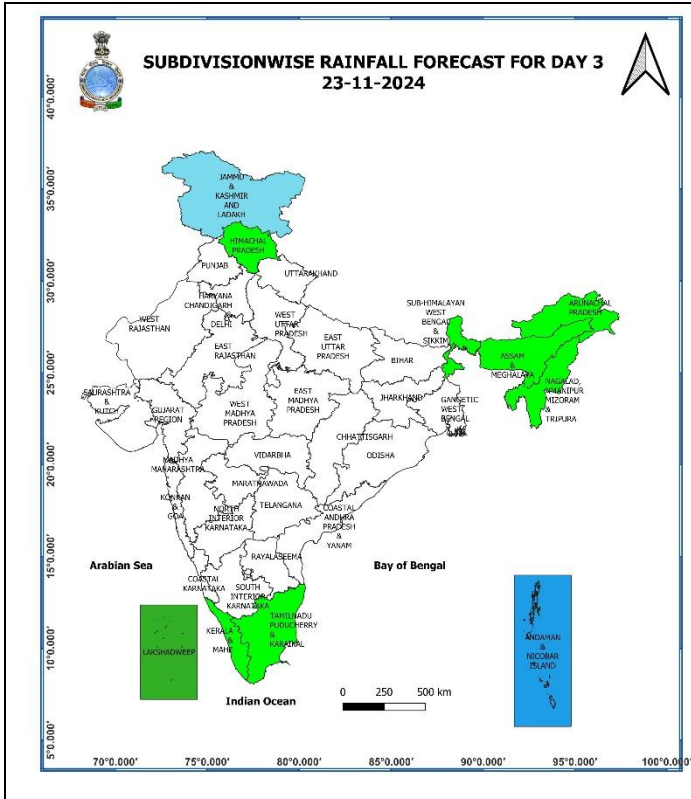 SUBDIVISIONWISE RAINFALL FORECAST FOR DAY 3
23-11-2024
40°0.000'
35°0.000'
30°0.000'
25°0.000'
20°0.000'
15°0.000'
10°0.000'
5°0.000'
JAMMU
&
KASHMIR
AND
LADAKH
HIMACHAL
PRADESH
PUNJAB
UTTARAKHAND
HARYANA
CHANDIGARH
&
DELHI
WEST
RAJASTHAN
WEST
UTTAR
PRADESH
EAST
RAJASTHAN
EAST
UTTAR
PRADESH
SUB-HIMALAYAN
WEST
BENGAL
&
SIKKIM
ARUNACHAL
PRADESH
BIHAR
ASSAM
&
MEGHALAYA
NAGALAD,
MANIPUR
MIZORAM
&
TRIPURA
SAURASHTRA
&
KUTCH
GUJARAT
REGION
WEST
MADHYA
PRADESH
EAST
MADHYA
PRADESH
JHARKHAND
GANGETIC
WEST
BENGAL
CHHATTISGARH
ODISHA
VIDARBHA
MADHYA
MAHARASHTRA
MARATHAWADA
KONKAN
&
GOA
NORTH
INTERIOR
KARNATAKA
TELANGANA
COASTAL
ANDHRA
PRADESH
&
YANAM
RAYALASEEMA
Arabian Sea
Bay of Bengal
COASTAL
KARNATAKA
SOUTH
INTERIOR
KARNATAKA
TAMILNADU
PUDUCHERRY
&
KARAIKAL
KERALA
&
MAHE
LAKSHADWEEP
ANDAMAN
&
NICOBAR
ISLAND
Indian Ocean
0 250 500 km
70°0.000' 75°0.000' 80°0.000' 85°0.000' 90°0.000' 95°0.000' 100°0.000'